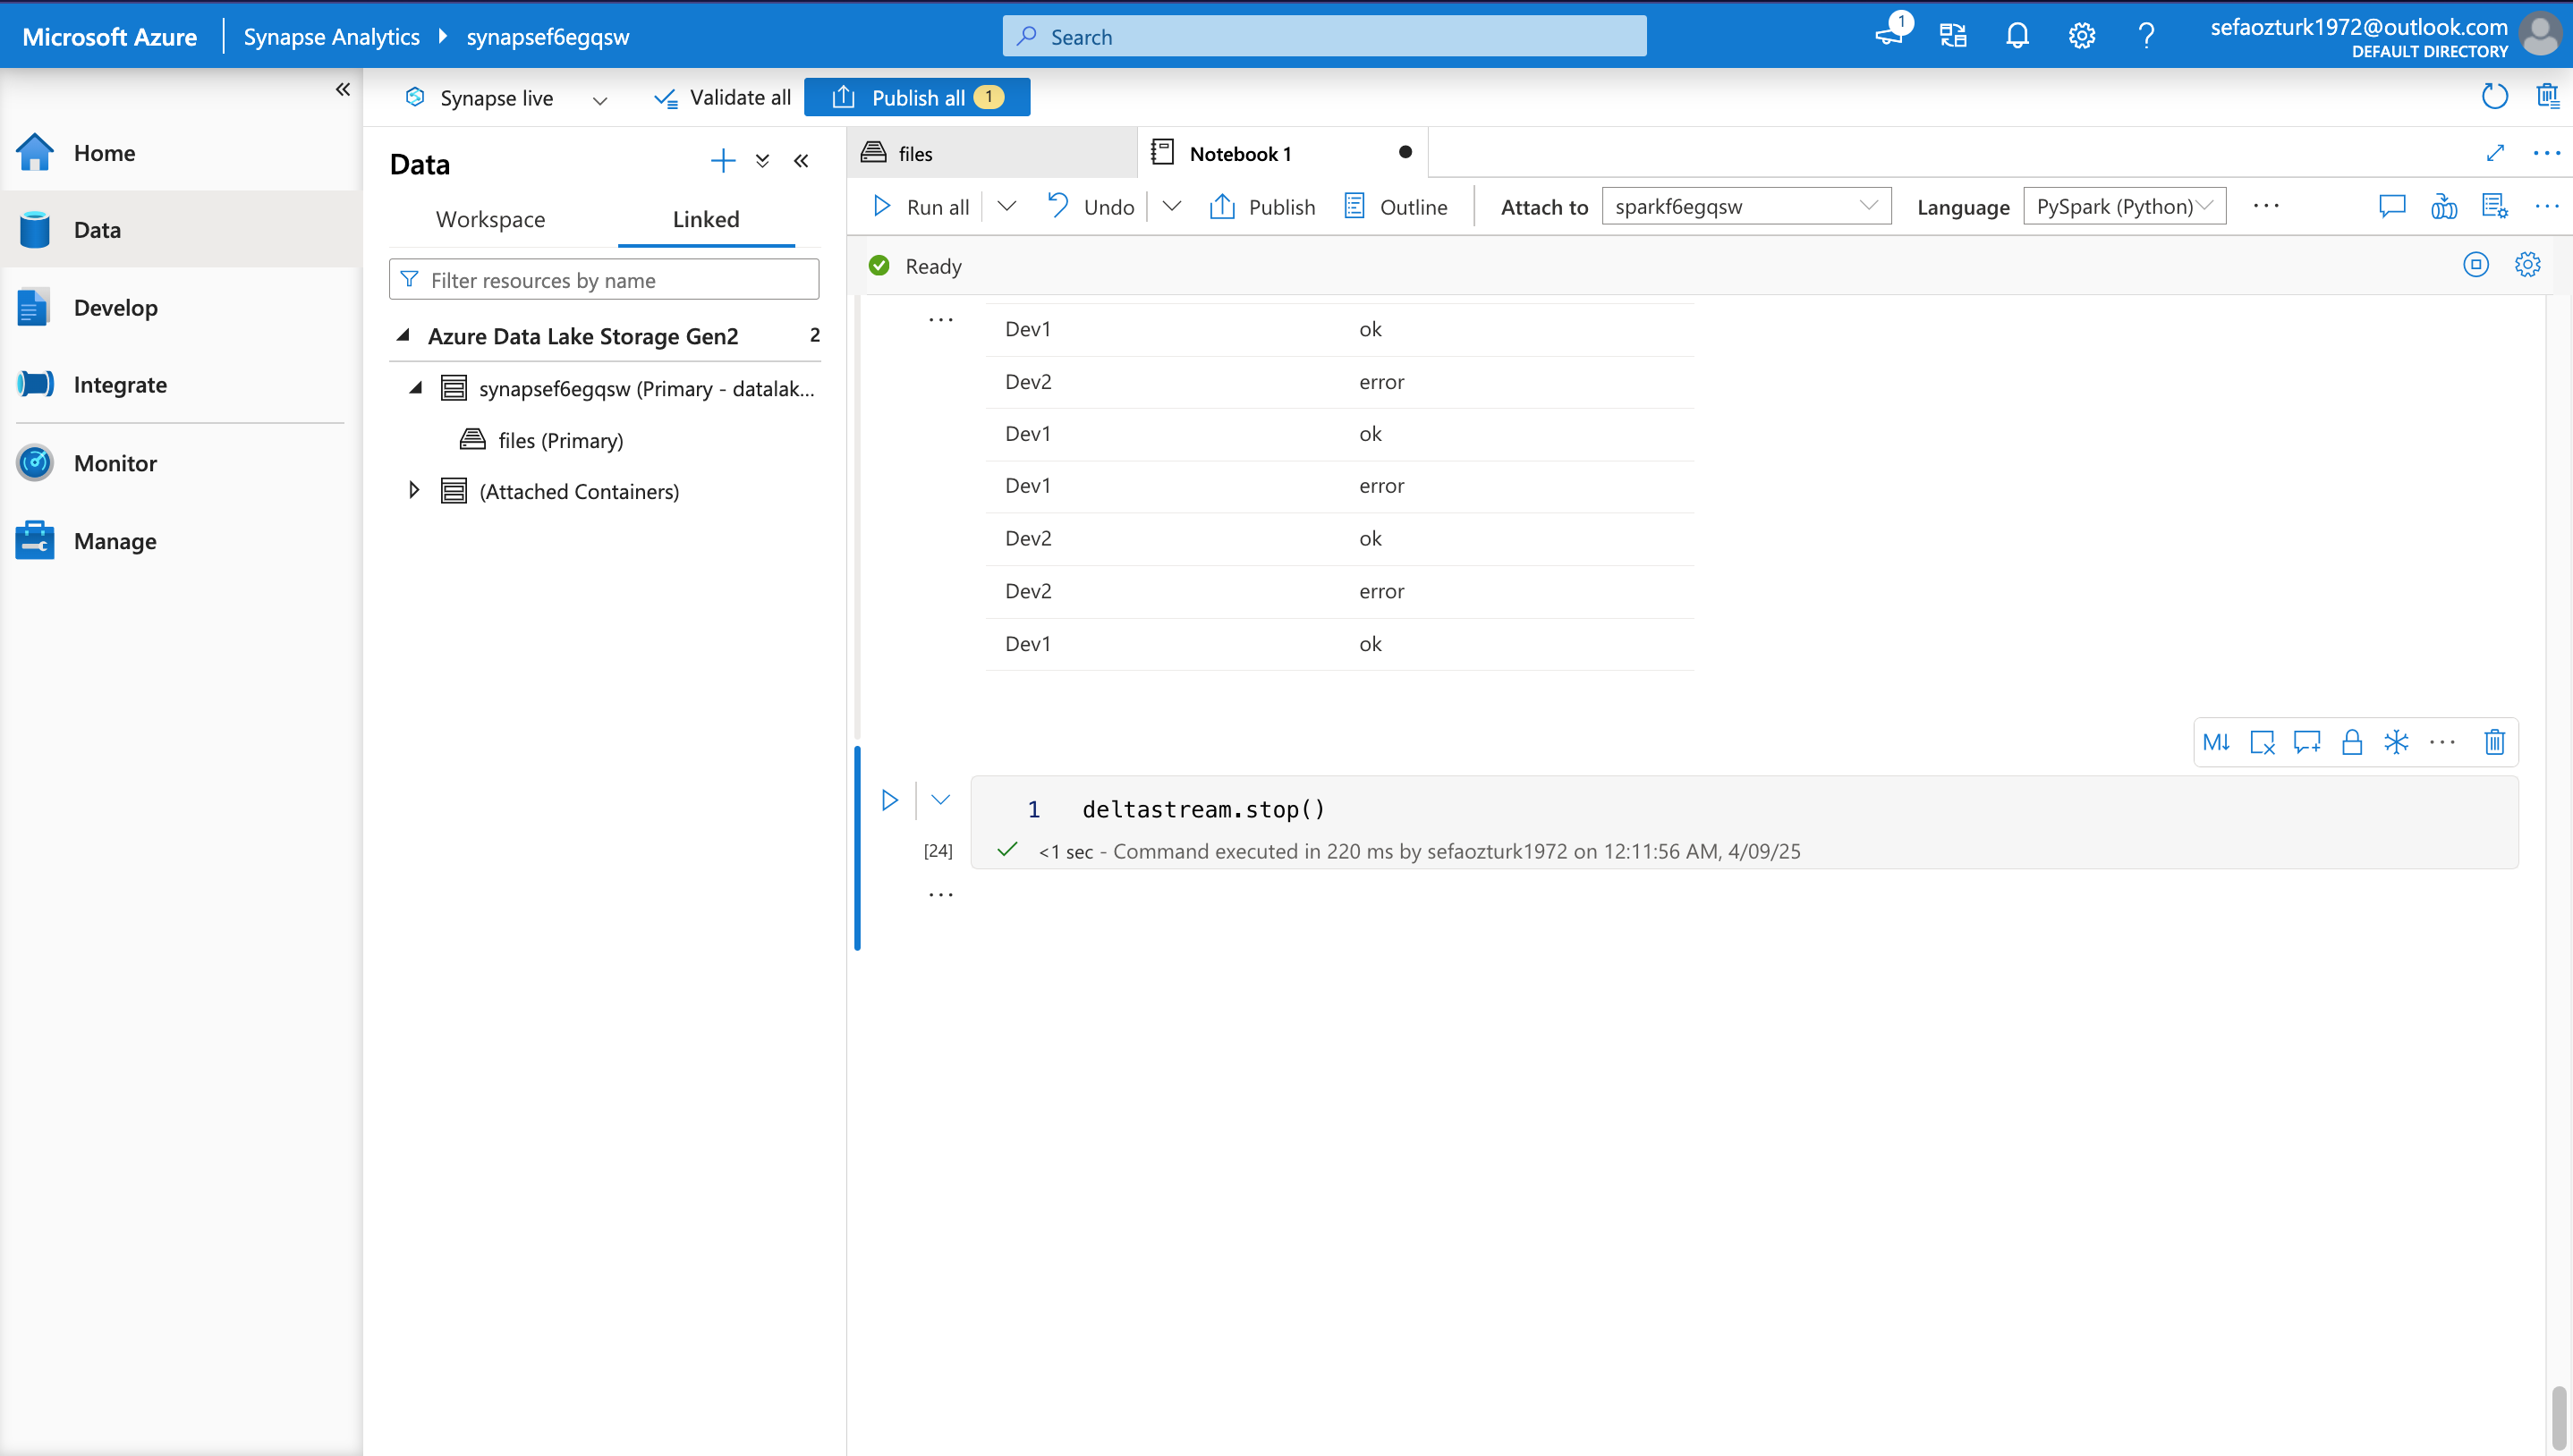 Microsoft Azure
Synapse Analytics
synapsef6egqsw
Search
1
sefaozturk1972@outlook.com
DEFAULT DIRECTORY
Synapse live
Validate all
Publish all 1
Home
Data
Develop
Integrate
Monitor
Manage
Data
Workspace
Linked
Filter resources by name
Azure Data Lake Storage Gen2 2
synapsef6egqsw (Primary - datalak...
files (Primary)
(Attached Containers)
files
Notebook 1
Run all
Undo
Publish
Outline
Attach to
sparkf6egqsw
Language
PySpark (Python)
Ready
Dev1 ok
Dev2 error
Dev1 ok
Dev1 error
Dev2 ok
Dev2 error
Dev1 ok
M↓
1 deltastream.stop()
[24]
<1 sec - Command executed in 220 ms by sefaozturk1972 on 12:11:56 AM, 4/09/25